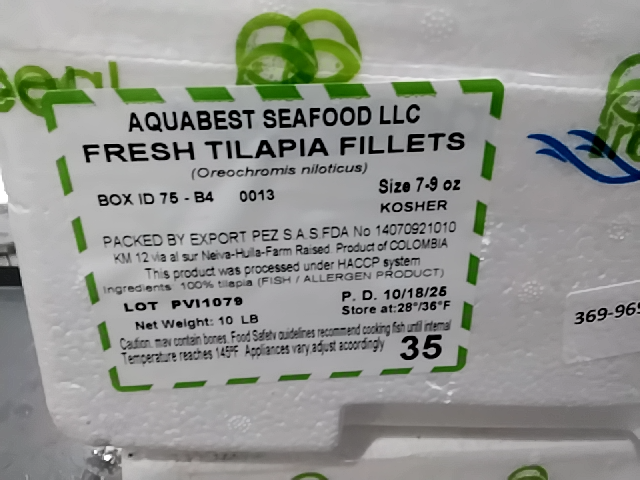 AQUABEST SEAFOOD LLC
FRESH TILAPIA FILLETS
(Oreochromis niloticus)
BOX ID 75 - B4 0013 Size 7-9 oz
KOSHER
PACKED BY EXPORT PEZ S.A.S.FDA No 14070921010
KM 12 via al sur Neiva-Huila-Farm Raised. Product of COLOMBIA
This product was processed under HACCP system
Ingredients: 100% tilapia (FISH / ALLERGEN PRODUCT)
LOT PVI1079 P. D. 10/18/25
Net Weight: 10 LB Store at:28°/36°F
Caution, may contain bones. Food Safety guidelines recommend cooking fish until internal
Temperature reaches 145ºF. Appliances vary, adjust acoordingly
35
369-965